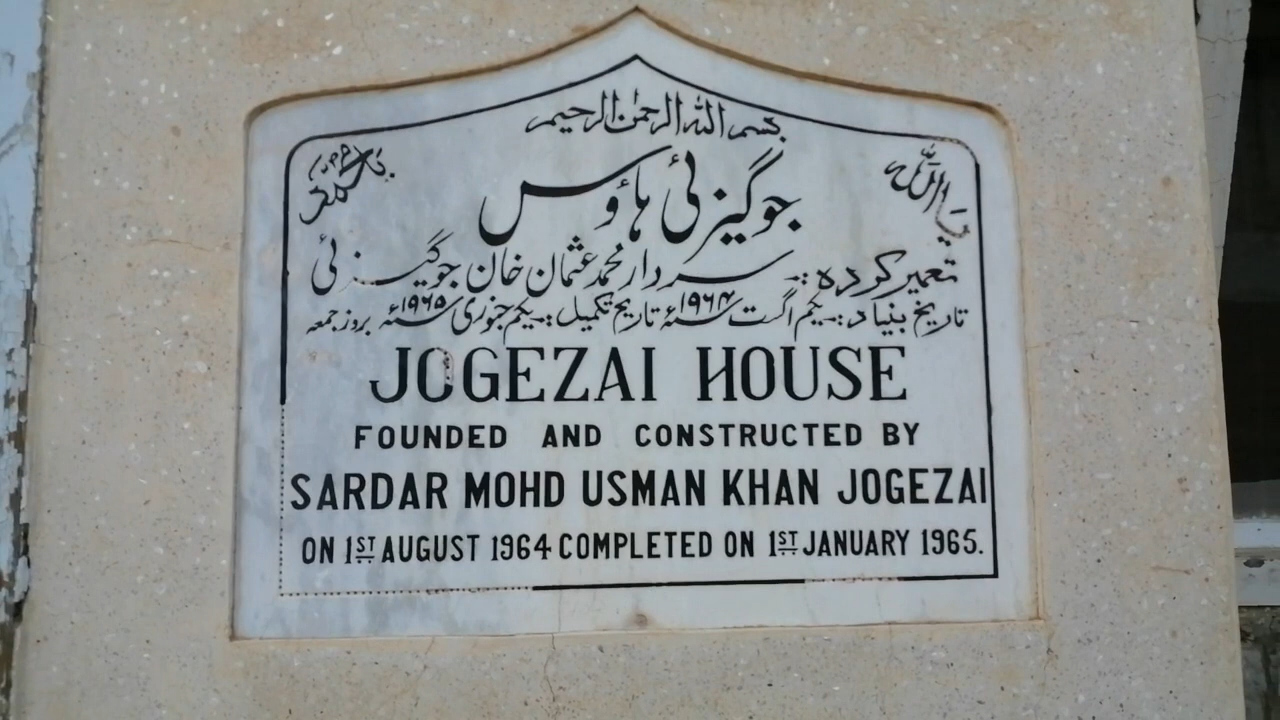 بسم اللہ الرحمٰن الرحیم
یا اللہ
یا محمد
جوگیزئی ہاؤس
تعمیر کردہ :۔ سردار محمد عثمان خان جوگیزئی
تاریخ بنیاد :۔ یکم اگست ۱۹۶۴ء تاریخ تکمیل :۔ یکم جنوری ۱۹۶۵ء بروز جمعہ
JOGEZAI HOUSE
FOUNDED AND CONSTRUCTED BY
SARDAR MOHD USMAN KHAN JOGEZAI
ON 1ST AUGUST 1964 COMPLETED ON 1ST JANUARY 1965.